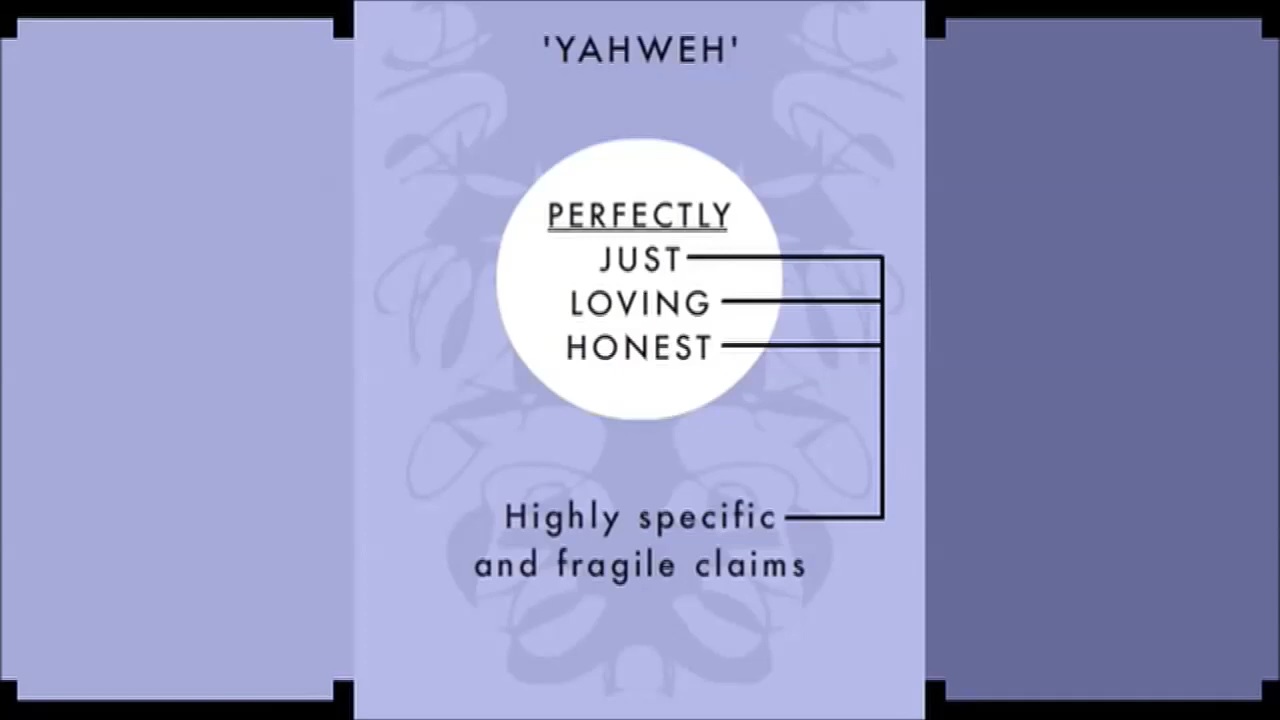 'YAHWEH'
PERFECTLY
JUST
LOVING
HONEST
Highly specific
and fragile claims